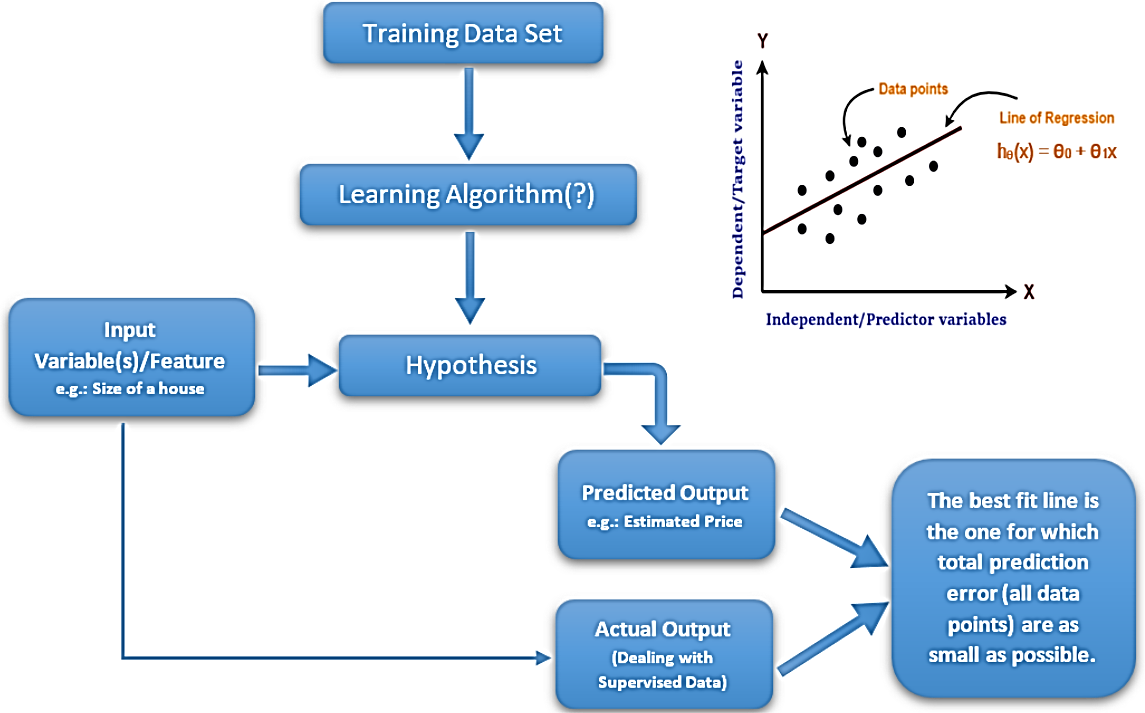 Training Data Set
Learning Algorithm(?)
Input
Variable(s)/Feature
e.g.: Size of a house
Hypothesis
Predicted Output
e.g.: Estimated Price
Actual Output
(Dealing with
Supervised Data)
The best fit line is
the one for which
total prediction
error (all data
points) are as
small as possible.
Y
Dependent/Target variable
Data points
Line of Regression
hθ(x) = θ0 + θ1x
X
Independent/Predictor variables